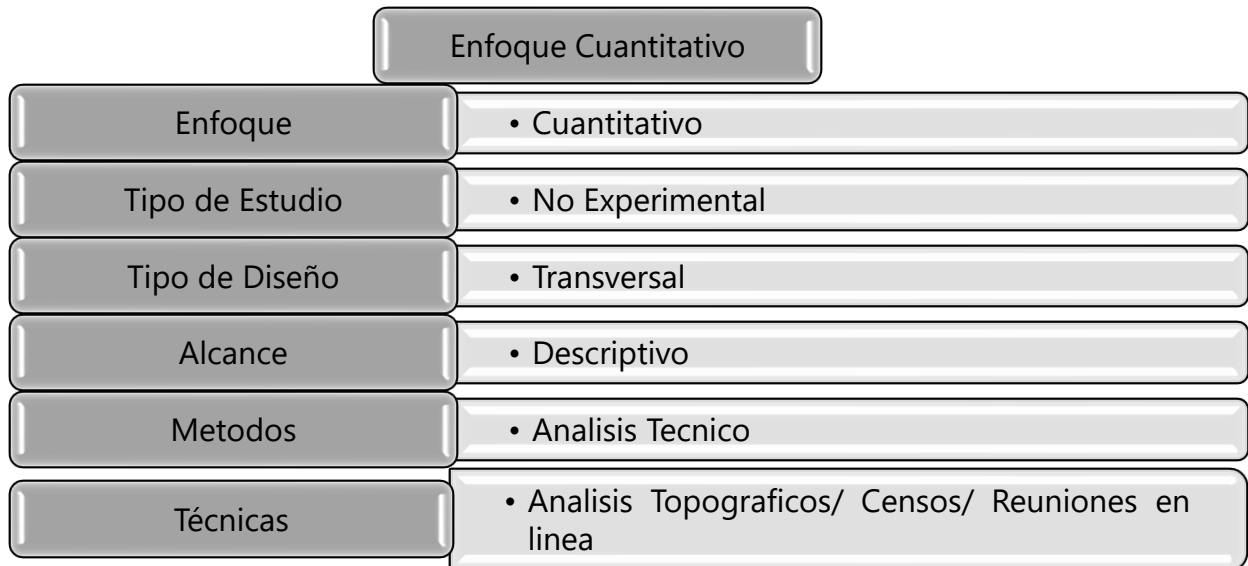 Enfoque Cuantitativo
Enfoque
• Cuantitativo
Tipo de Estudio
• No Experimental
Tipo de Diseño
• Transversal
Alcance
• Descriptivo
Metodos
• Analisis Tecnico
Técnicas
• Analisis Topograficos/ Censos/ Reuniones en
linea